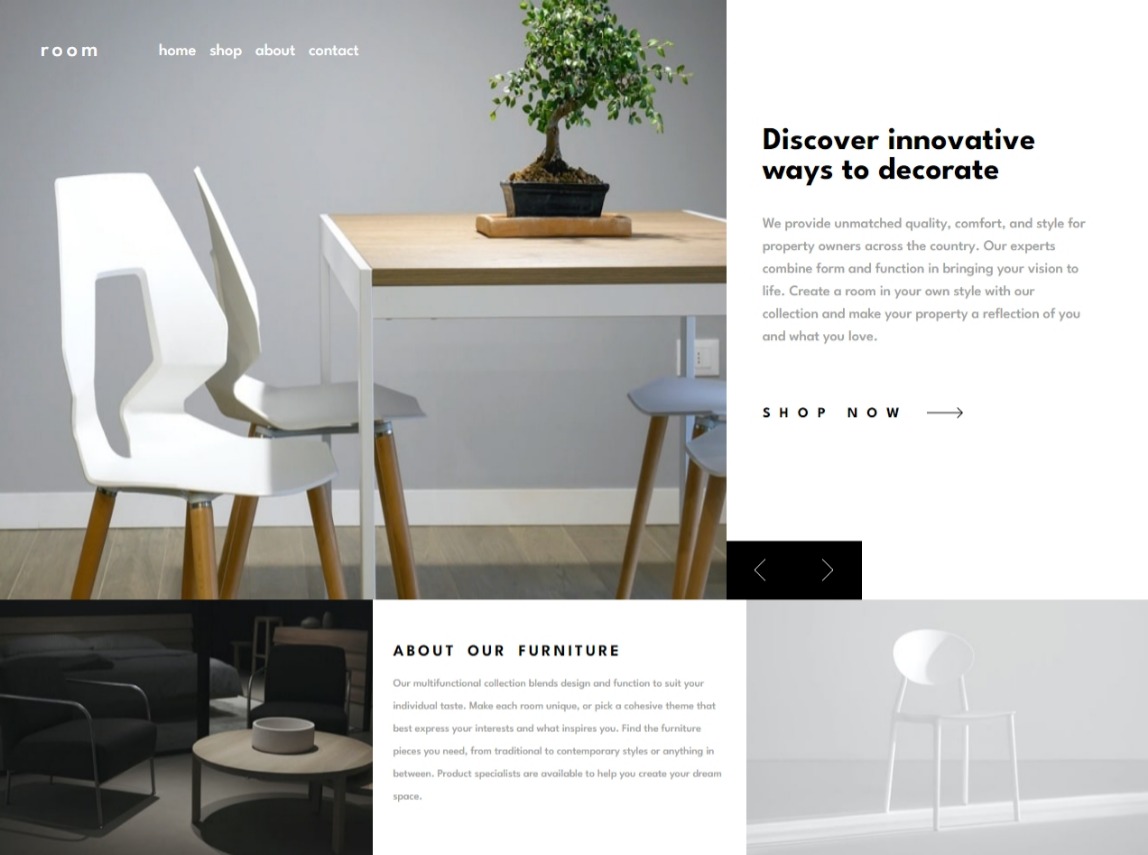 room
home shop about contact
Discover innovative
ways to decorate
We provide unmatched quality, comfort, and style for
property owners across the country. Our experts
combine form and function in bringing your vision to
life. Create a room in your own style with our
collection and make your property a reflection of you
and what you love.
SHOP NOW
ABOUT OUR FURNITURE
Our multifunctional collection blends design and function to suit your
individual taste. Make each room unique, or pick a cohesive theme that
best express your interests and what inspires you. Find the furniture
pieces you need, from traditional to contemporary styles or anything in
between. Product specialists are available to help you create your dream
space.